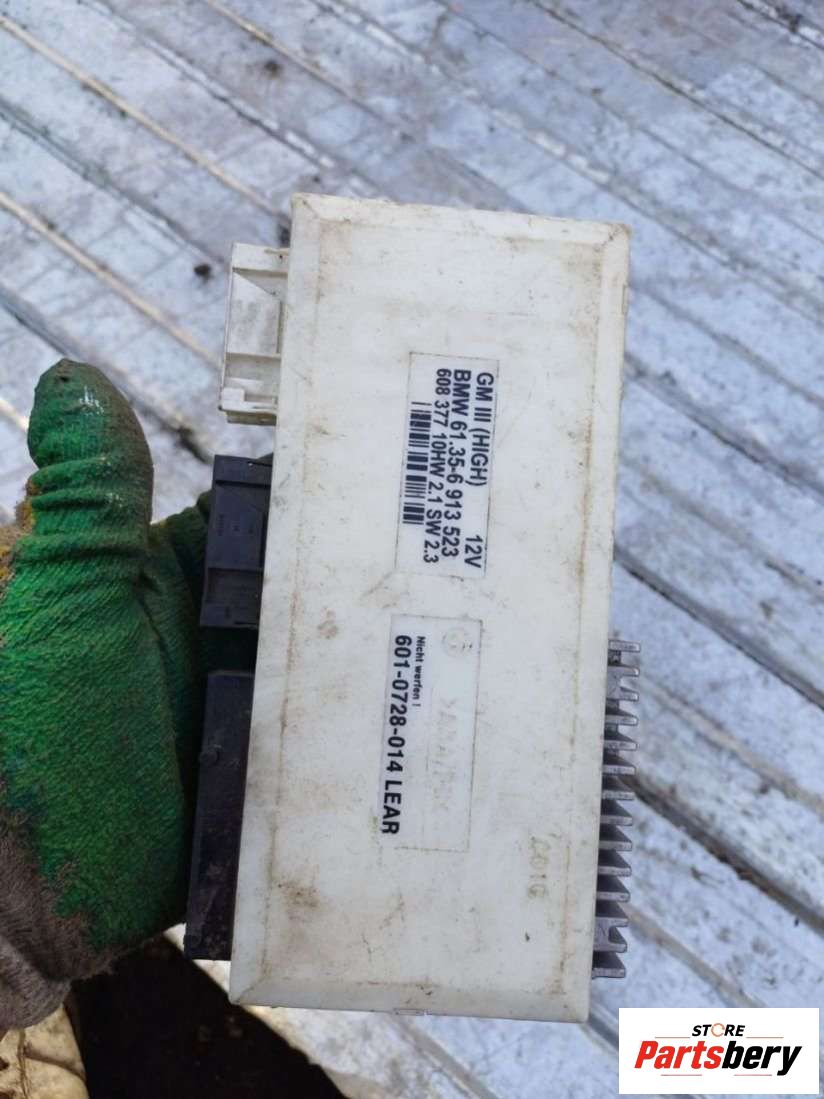 GM III (HIGH) 12V
BMW 61.35-6 913 523
608 377 10HW 2.1 SW 2.3
Nicht werfen !
601-0728-014 LEAR
STORE
Partsbery